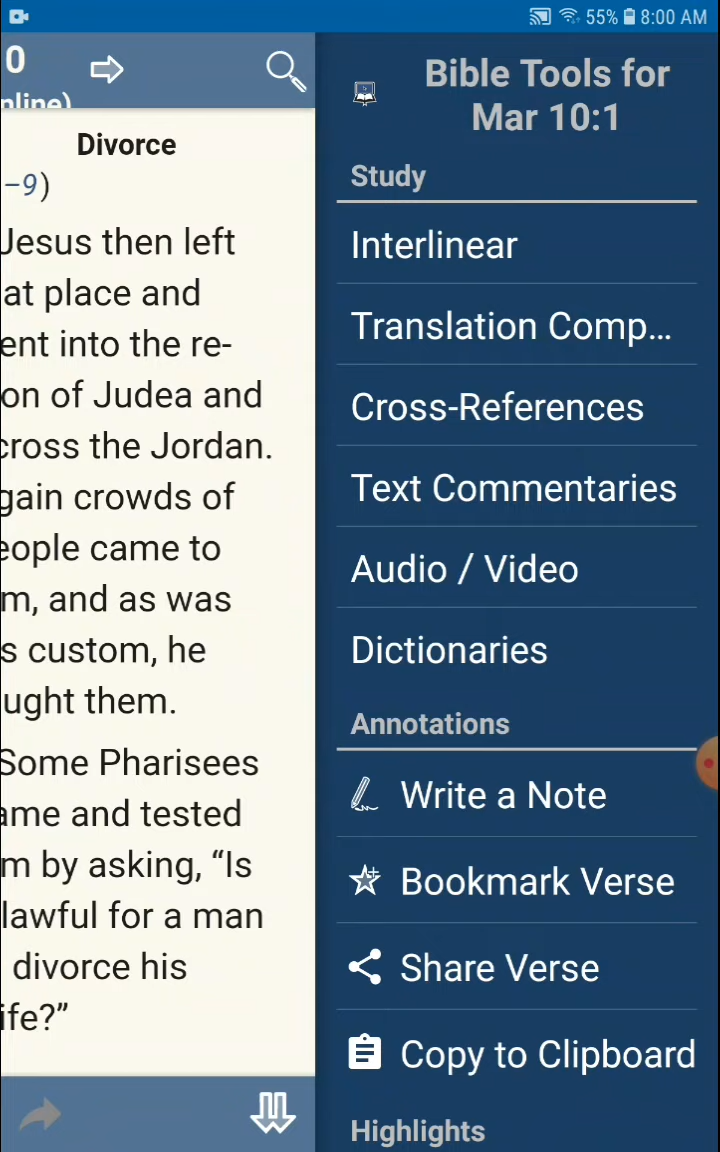 55% 8:00 AM
0
nline)
Divorce
–9)
Jesus then left
at place and
ent into the re-
on of Judea and
cross the Jordan.
gain crowds of
eople came to
m, and as was
s custom, he
ught them.
Some Pharisees
ame and tested
m by asking, “Is
lawful for a man
divorce his
ife?”
Bible Tools for
Mar 10:1
Study
Interlinear
Translation Comp...
Cross-References
Text Commentaries
Audio / Video
Dictionaries
Annotations
Write a Note
Bookmark Verse
Share Verse
Copy to Clipboard
Highlights